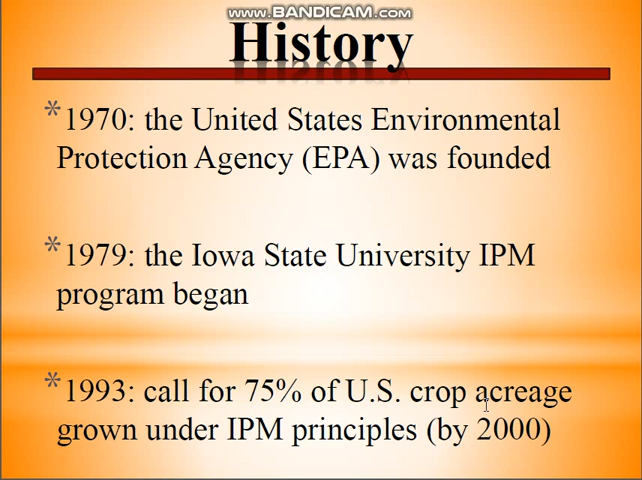 www.BANDICAM.com
History
*1970: the United States Environmental
Protection Agency (EPA) was founded
*1979: the Iowa State University IPM
program began
*1993: call for 75% of U.S. crop acreage
grown under IPM principles (by 2000)